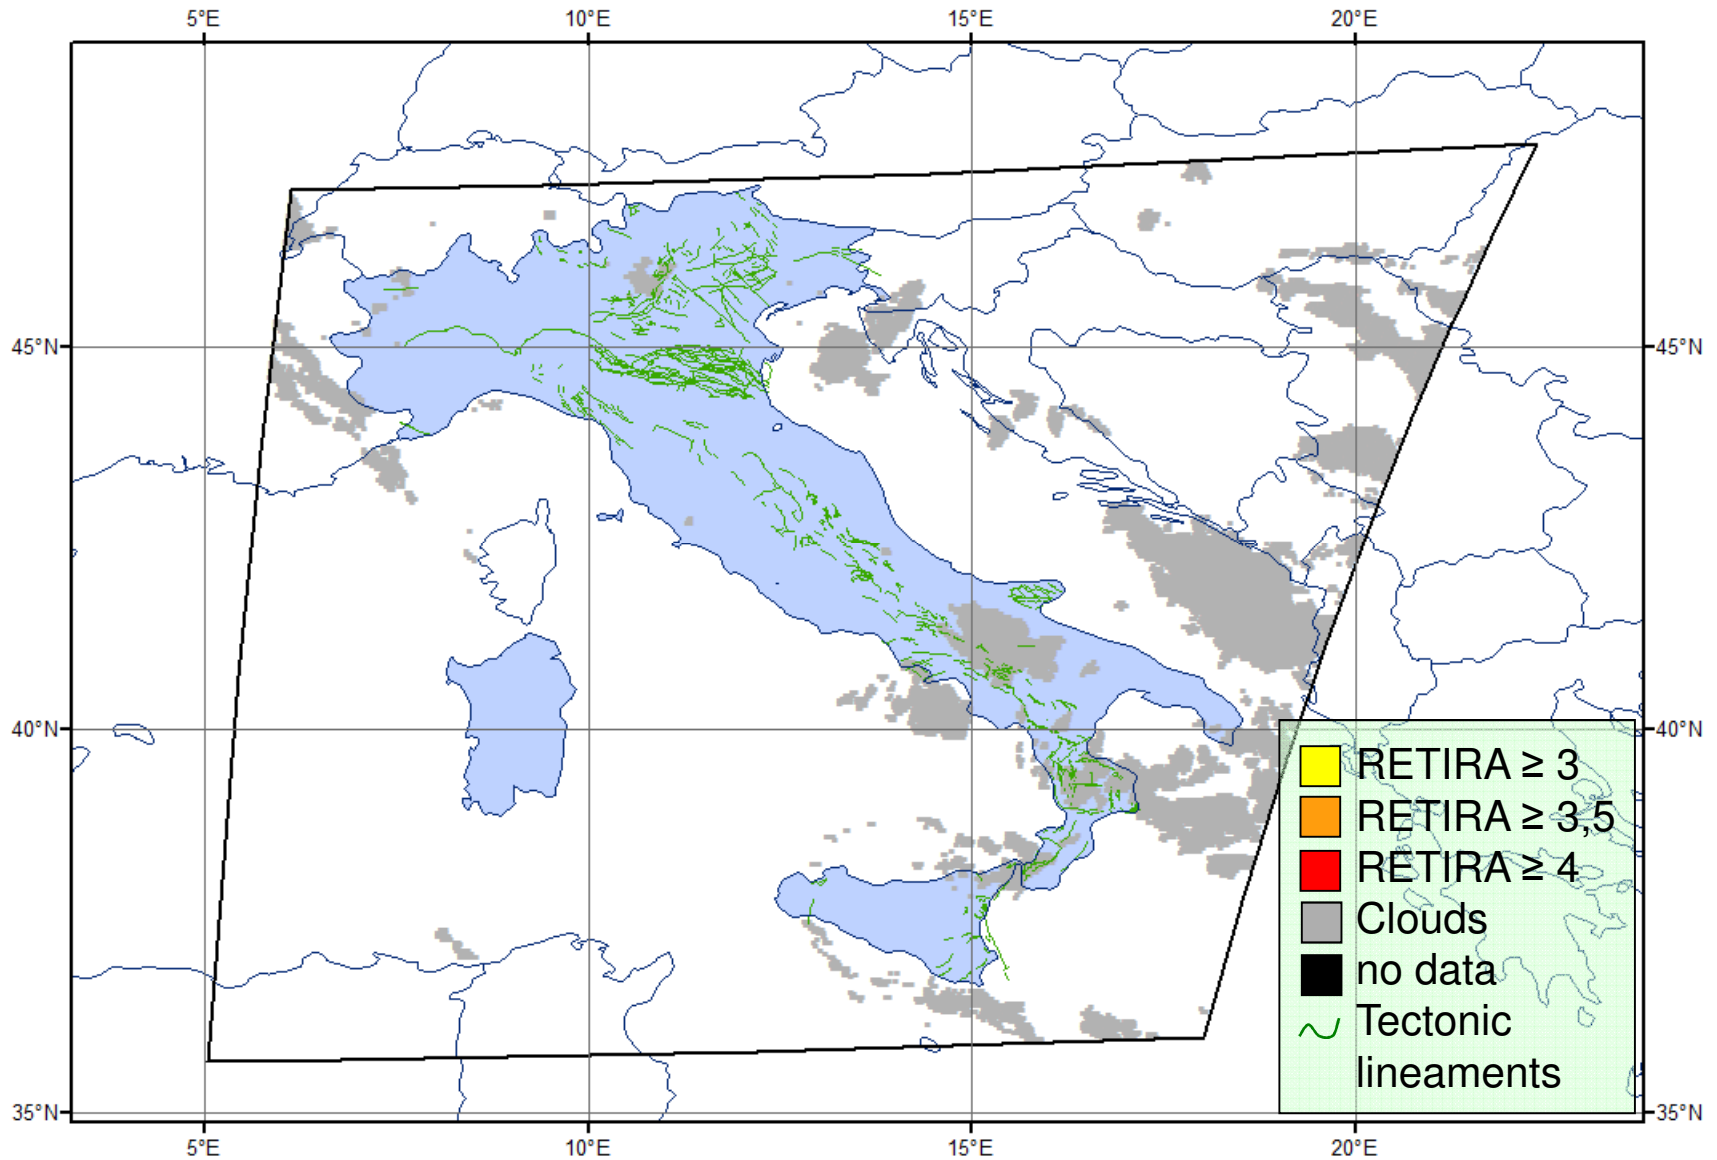 5°E 10°E 15°E 20°E
45°N 45°N
40°N 40°N
RETIRA ≥ 3
RETIRA ≥ 3,5
RETIRA ≥ 4
Clouds
no data
Tectonic
lineaments
35°N 35°N
5°E 10°E 15°E 20°E